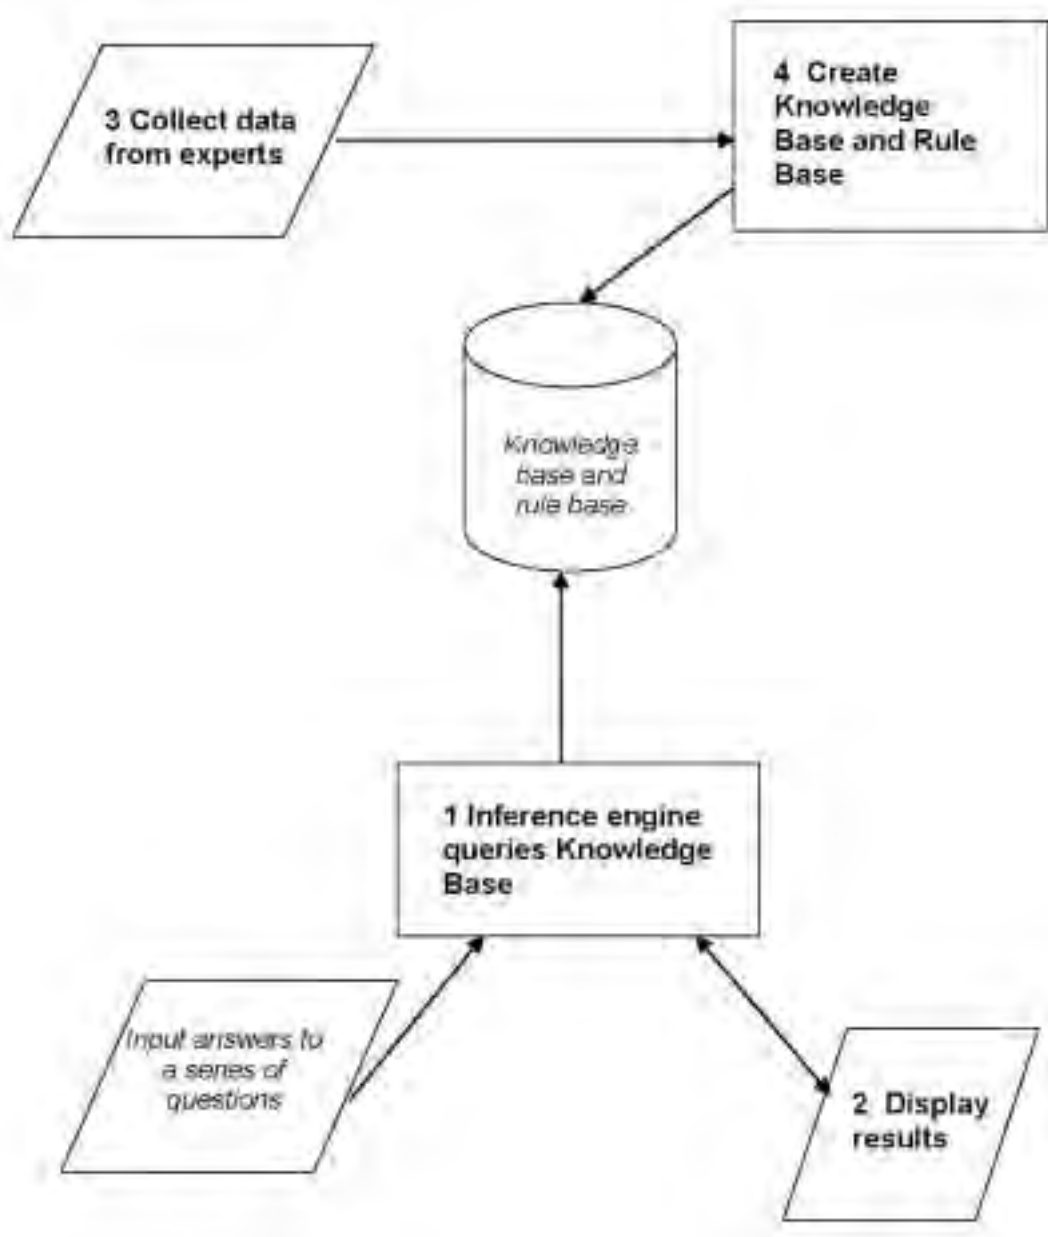 3 Collect data
from experts
4 Create
Knowledge
Base and Rule
Base
Knowledge
base and
rule base
1 Inference engine
queries Knowledge
Base
Input answers to
a series of
questions
2 Display
results